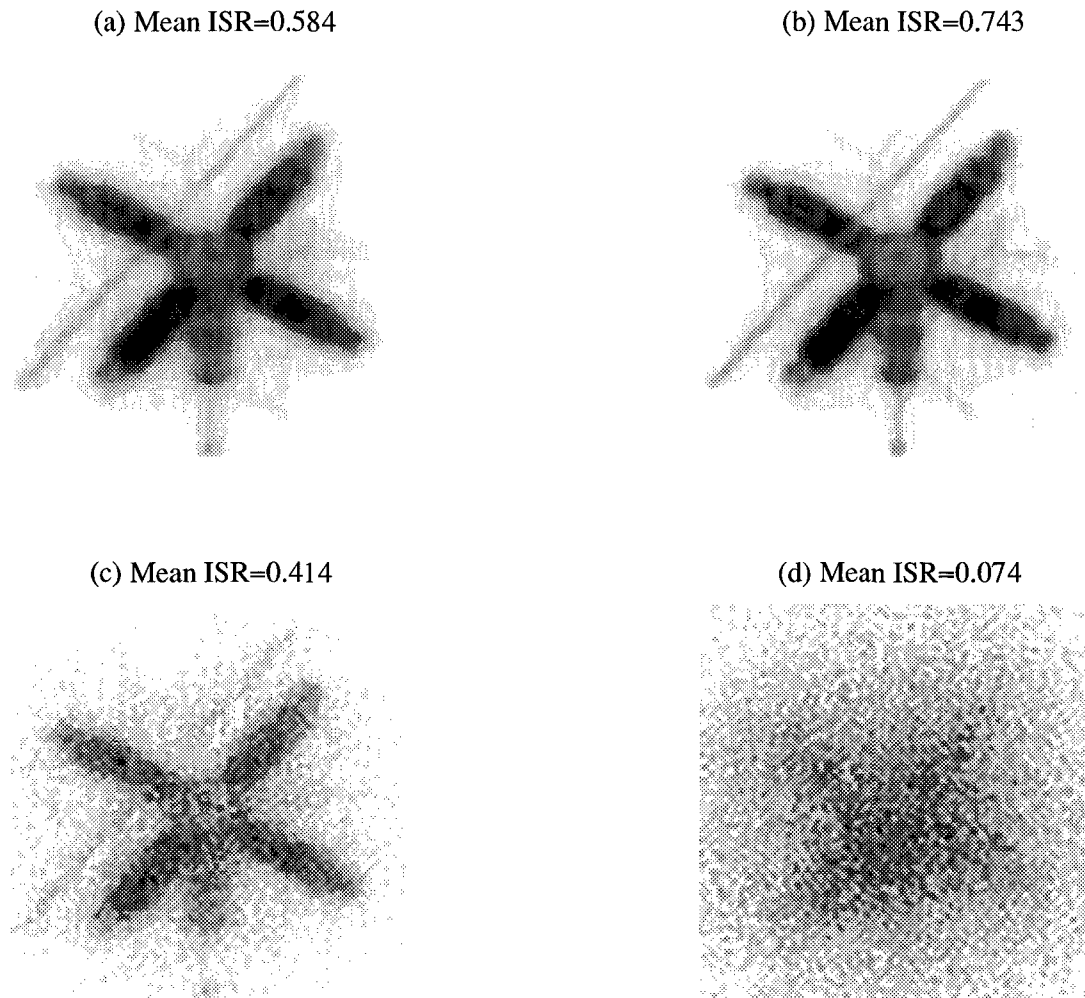 (a) Mean ISR=0.584
(b) Mean ISR=0.743
(c) Mean ISR=0.414
(d) Mean ISR=0.074